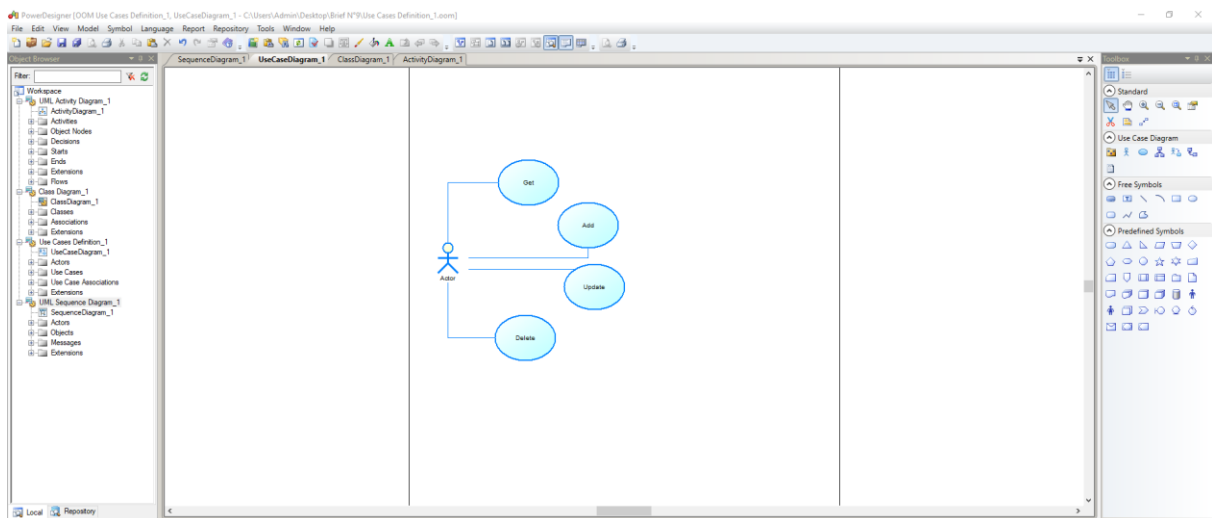 PowerDesigner [OOM Use Cases Definition_1, UseCaseDiagram_1 - C:\Users\Admin\Desktop\Brief N°9\Use Cases Definition_1.oom]
File Edit View Model Symbol Language Report Repository Tools Window Help
Object Browser
SequenceDiagram_1 UseCaseDiagram_1 ClassDiagram_1 ActivityDiagram_1
Toolbox
Filter:
Workspace
UML Activity Diagram_1
ActivityDiagram_1
Activities
Object Nodes
Decisions
Starts
Ends
Extensions
Flows
Class Diagram_1
ClassDiagram_1
Classes
Associations
Extensions
Use Cases Definition_1
UseCaseDiagram_1
Actors
Use Cases
Use Case Associations
Extensions
UML Sequence Diagram_1
SequenceDiagram_1
Actors
Objects
Messages
Extensions
Local Repository
Get
Add
Actor
Update
Delete
Standard
Use Case Diagram
Free Symbols
Predefined Symbols